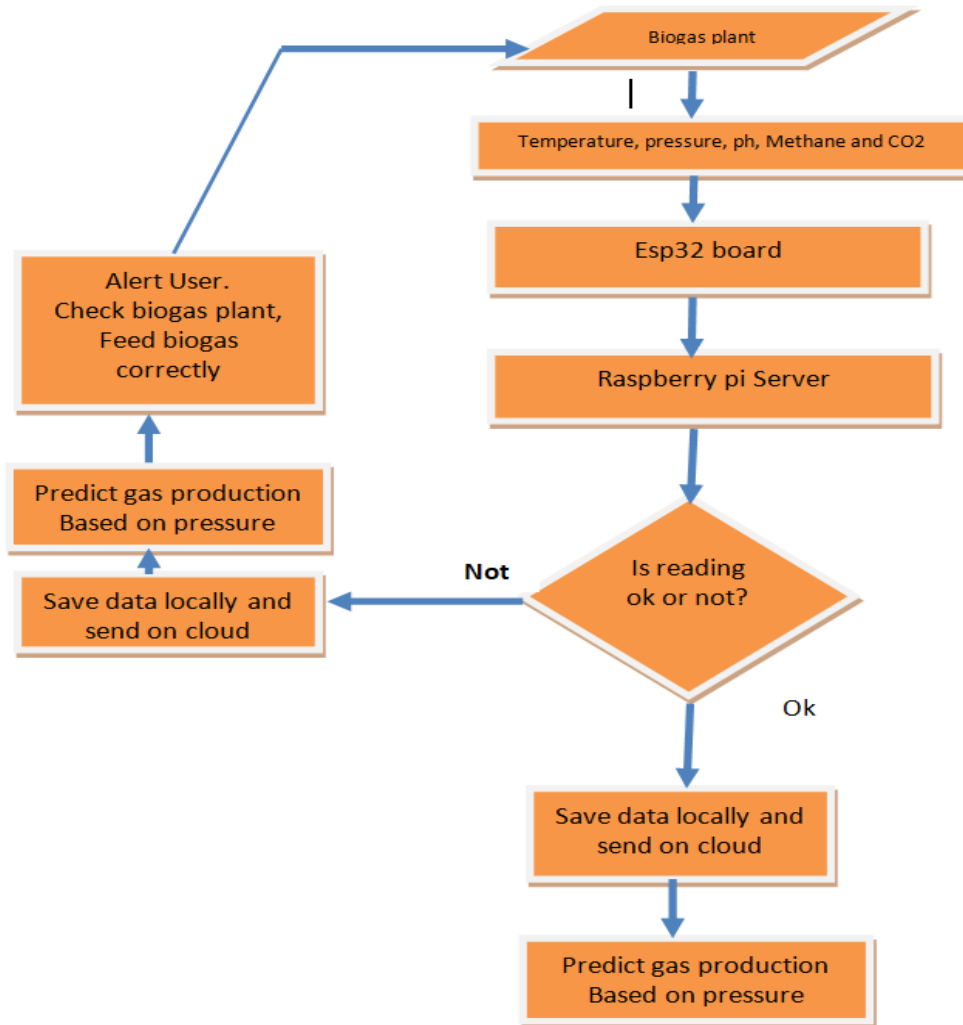 Biogas plant
Temperature, pressure, ph, Methane and CO2
Esp32 board
Raspberry pi Server
Is reading
ok or not?
Not
Save data locally and
send on cloud
Predict gas production
Based on pressure
Alert User.
Check biogas plant,
Feed biogas
correctly
Ok
Save data locally and
send on cloud
Predict gas production
Based on pressure